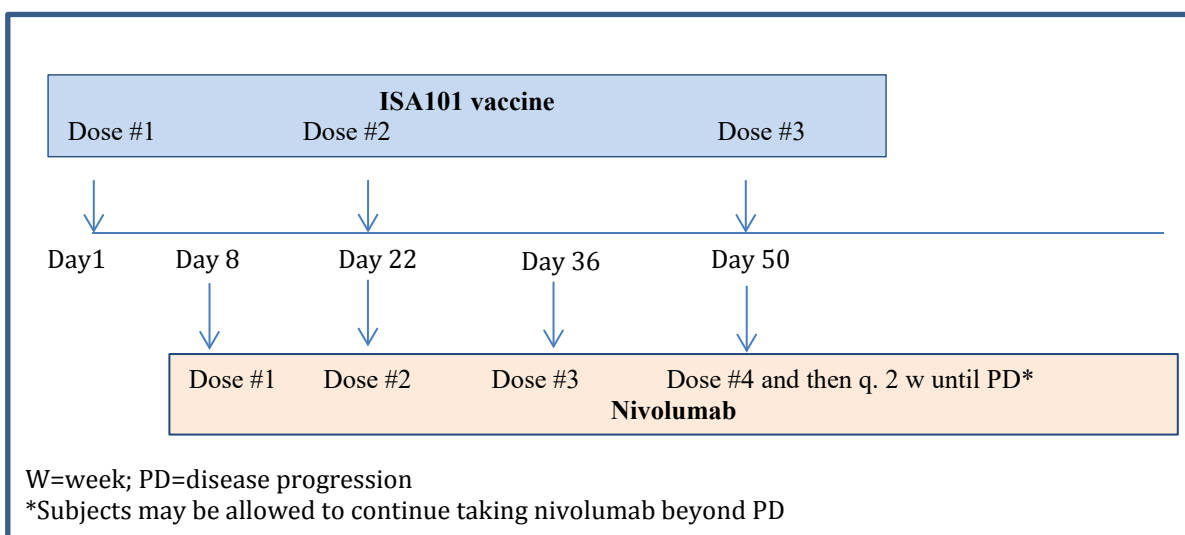 ISA101 vaccine
Dose #1 Dose #2 Dose #3
Day1 Day 8 Day 22 Day 36 Day 50
Dose #1 Dose #2 Dose #3 Dose #4 and then q. 2 w until PD*
Nivolumab
W=week; PD=disease progression
*Subjects may be allowed to continue taking nivolumab beyond PD